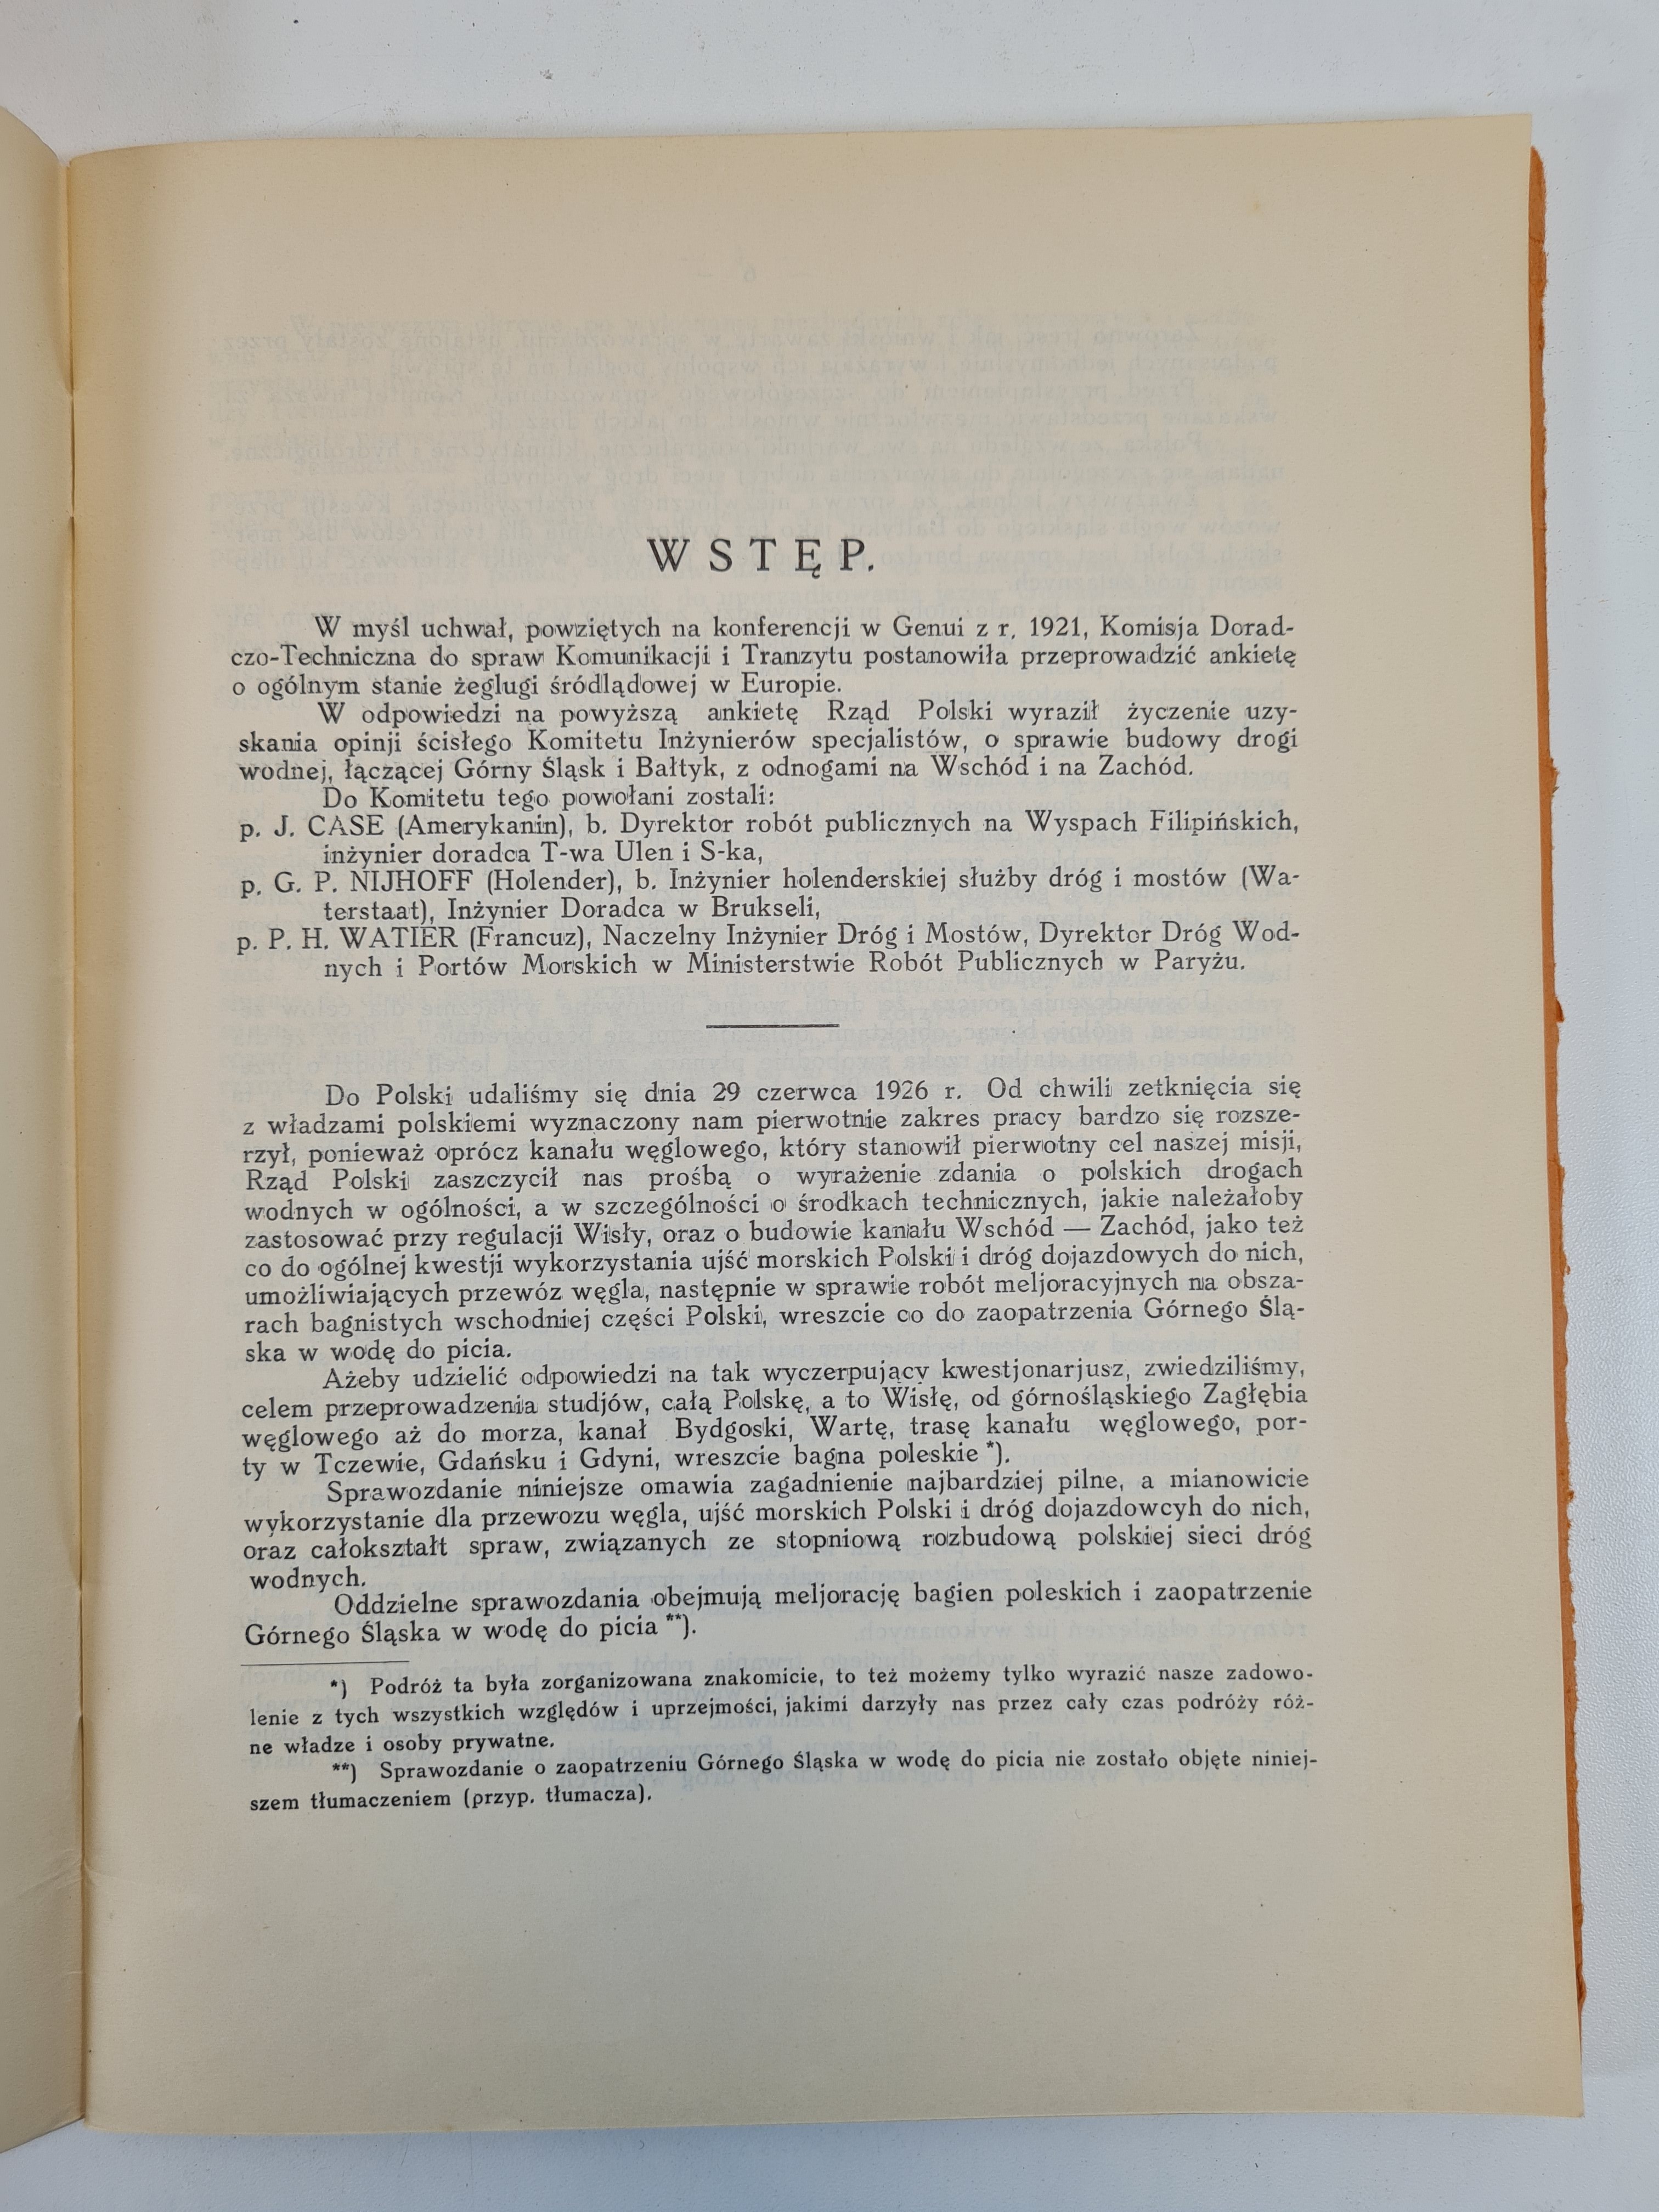 WSTĘP.
W myśl uchwał, powziętych na konferencji w Genui z r. 1921, Komisja Dorad-
czo-Techniczna do spraw Komunikacji i Tranzytu postanowiła przeprowadzić ankietę
o ogólnym stanie żeglugi śródlądowej w Europie.
W odpowiedzi na powyższą ankietę Rząd Polski wyraził życzenie uzy-
skania opinji ścisłego Komitetu Inżynierów specjalistów, o sprawie budowy drogi
wodnej, łączącej Górny Śląsk i Bałtyk, z odnogami na Wschód i na Zachód.
Do Komitetu tego powołani zostali:
p. J. CASE (Amerykanin), b. Dyrektor robót publicznych na Wyspach Filipińskich,
inżynier doradca T-wa Ulen i S-ka,
p. G. P. NIJHOFF (Holender), b. Inżynier holenderskiej służby dróg i mostów (Wa-
terstaat), Inżynier Doradca w Brukseli,
p. P. H. WATIER (Francuz), Naczelny Inżynier Dróg i Mostów, Dyrektor Dróg Wod-
nych i Portów Morskich w Ministerstwie Robót Publicznych w Paryżu.
Do Polski udaliśmy się dnia 29 czerwca 1926 r. Od chwili zetknięcia się
z władzami polskiemi wyznaczony nam pierwotnie zakres pracy bardzo się rozsze-
rzył, ponieważ oprócz kanału węglowego, który stanowił pierwotny cel naszej misji,
Rząd Polski zaszczycił nas prośbą o wyrażenie zdania o polskich drogach
wodnych w ogólności, a w szczególności o środkach technicznych, jakie należałoby
zastosować przy regulacji Wisły, oraz o budowie kanału Wschód — Zachód, jako też
co do ogólnej kwestji wykorzystania ujść morskich Polski i dróg dojazdowych do nich,
umożliwiających przewóz węgla, następnie w sprawie robót meljoracyjnych na obsza-
rach bagnistych wschodniej części Polski, wreszcie co do zaopatrzenia Górnego Ślą-
ska w wodę do picia.
Ażeby udzielić odpowiedzi na tak wyczerpujący kwestjonarjusz, zwiedziliśmy,
celem przeprowadzenia studjów, całą Polskę, a to Wisłę, od górnośląskiego Zagłębia
węglowego aż do morza, kanał Bydgoski, Wartę, trasę kanału węglowego, por-
ty w Tczewie, Gdańsku i Gdyni, wreszcie bagna poleskie *).
Sprawozdanie niniejsze omawia zagadnienie najbardziej pilne, a mianowicie
wykorzystanie dla przewozu węgla, ujść morskich Polski i dróg dojazdowcyh do nich,
oraz całokształt spraw, związanych ze stopniową rozbudową polskiej sieci dróg
wodnych.
Oddzielne sprawozdania obejmują meljorację bagien poleskich i zaopatrzenie
Górnego Śląska w wodę do picia **).
*) Podróż ta była zorganizowana znakomicie, to też możemy tylko wyrazić nasze zadowo-
lenie z tych wszystkich względów i uprzejmości, jakimi darzyły nas przez cały czas podróży róż-
ne władze i osoby prywatne.
**) Sprawozdanie o zaopatrzeniu Górnego Śląska w wodę do picia nie zostało objęte niniej-
szem tłumaczeniem (przyp. tłumacza).